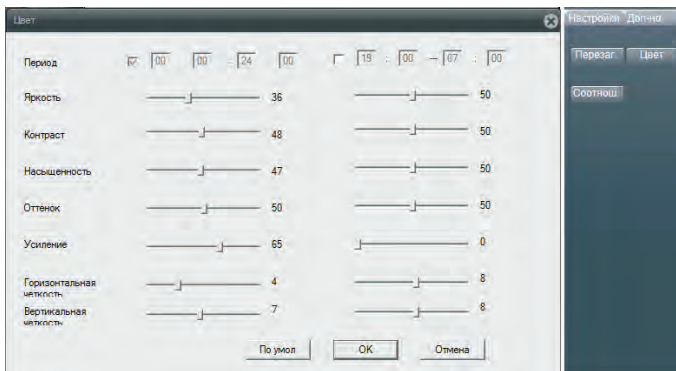 Цвет
Настройки Доп-но
Период 00 00 : 24 00 19 : 00 — 07 : 00
Перезаг. Цвет
Яркость 36 50
Соотнош.
Контраст 48 50
Насыщенность 47 50
Оттенок 50 50
Усиление 65 0
Горизонтальная 4 8
четкость
Вертикальная 7 8
четкость
По умол OK Отмена